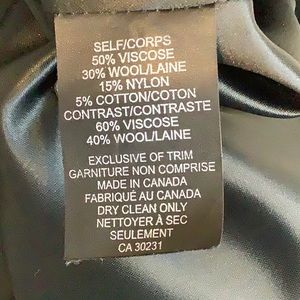 SELF/CORPS
50% VISCOSE
30% WOOL/LAINE
15% NYLON
5% COTTON/COTON
CONTRAST/CONTRASTE
60% VISCOSE
40% WOOL/LAINE
EXCLUSIVE OF TRIM
GARNITURE NON COMPRISE
MADE IN CANADA
FABRIQUÉ AU CANADA
DRY CLEAN ONLY
NETTOYER À SEC
SEULEMENT
CA 30231